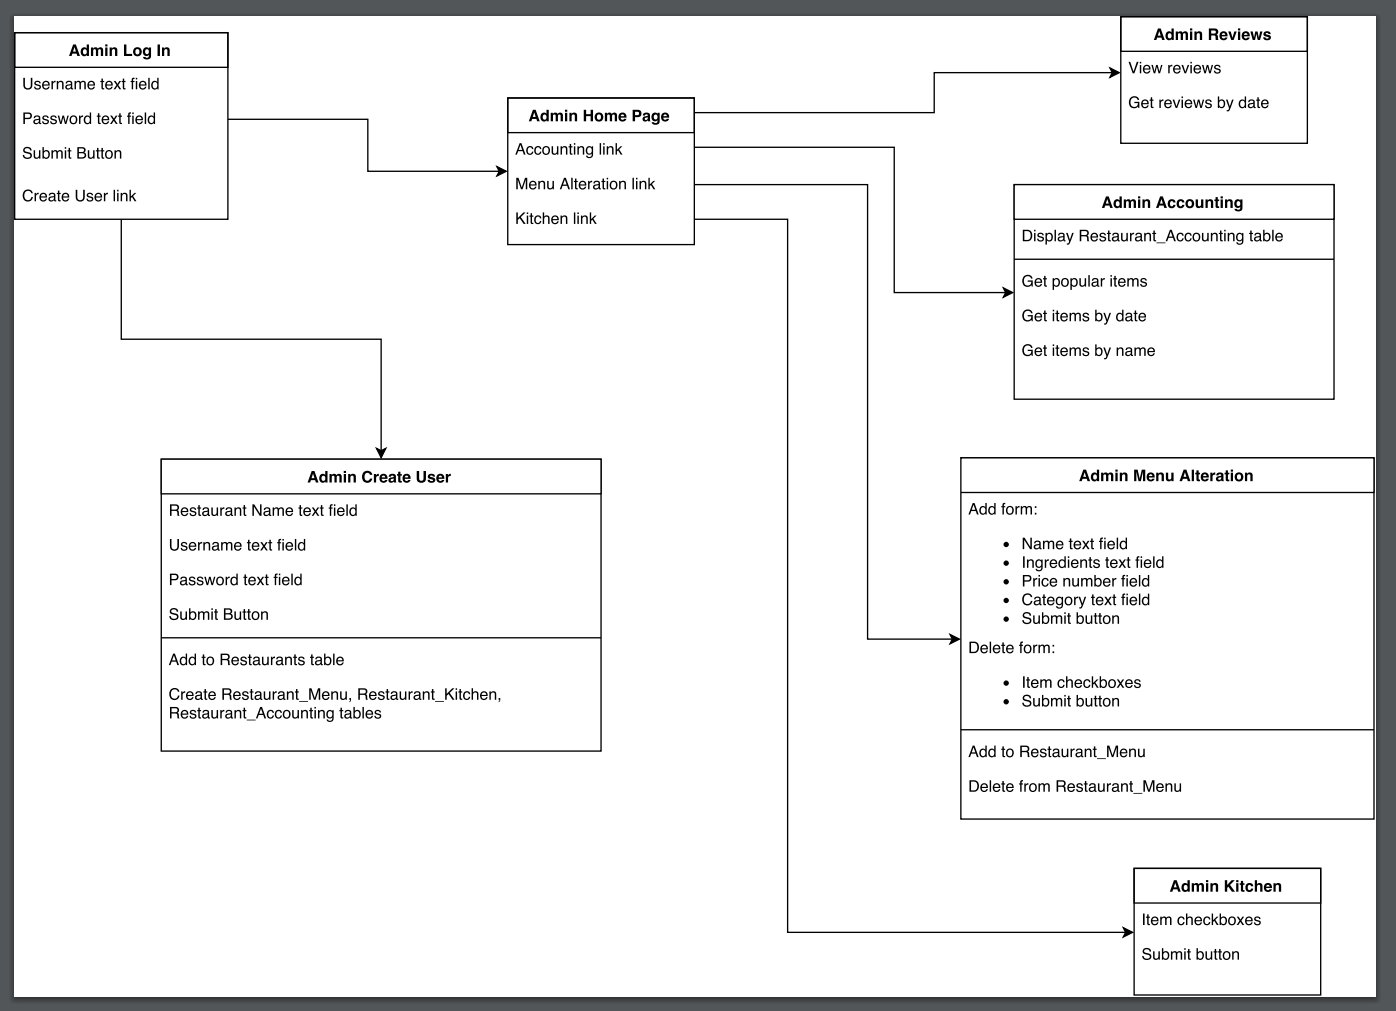 Admin Log In
Username text field
Password text field
Submit Button
Create User link
Admin Home Page
Accounting link
Menu Alteration link
Kitchen link
Admin Reviews
View reviews
Get reviews by date
Admin Accounting
Display Restaurant_Accounting table
Get popular items
Get items by date
Get items by name
Admin Create User
Restaurant Name text field
Username text field
Password text field
Submit Button
Add to Restaurants table
Create Restaurant_Menu, Restaurant_Kitchen,
Restaurant_Accounting tables
Admin Menu Alteration
Add form:
• Name text field
• Ingredients text field
• Price number field
• Category text field
• Submit button
Delete form:
• Item checkboxes
• Submit button
Add to Restaurant_Menu
Delete from Restaurant_Menu
Admin Kitchen
Item checkboxes
Submit button